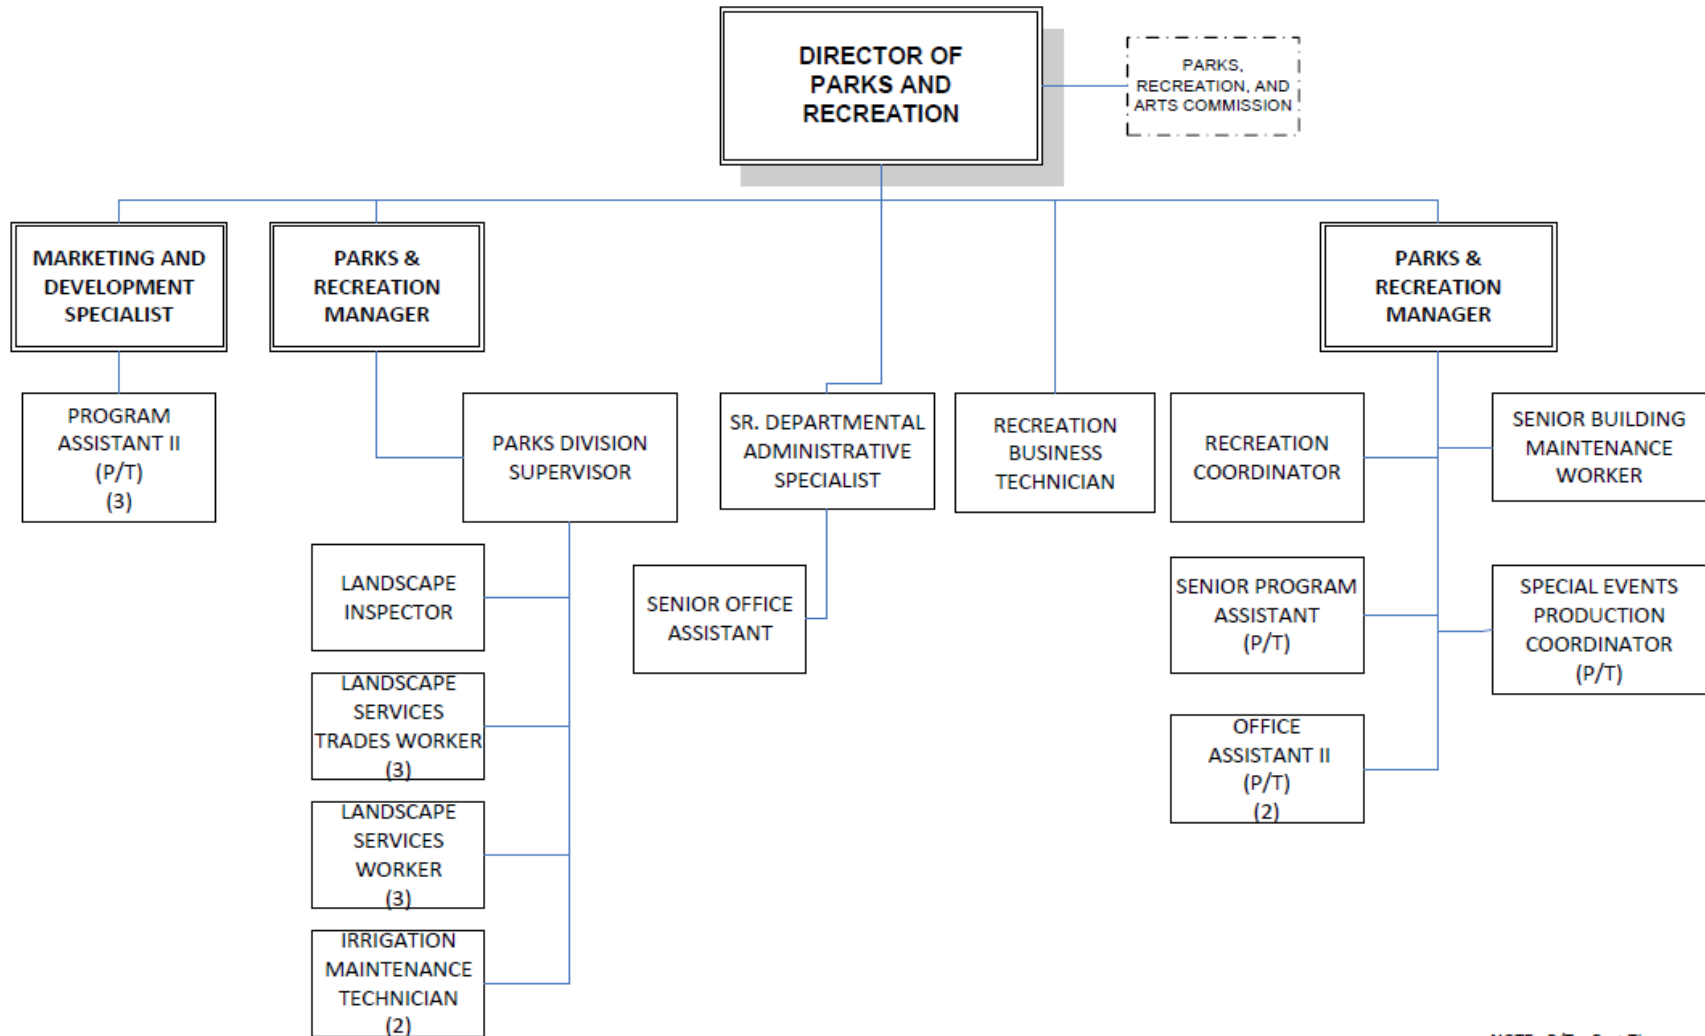 DIRECTOR OF
PARKS AND
RECREATION
PARKS,
RECREATION, AND
ARTS COMMISSION
MARKETING AND
DEVELOPMENT
SPECIALIST
PARKS &
RECREATION
MANAGER
PARKS &
RECREATION
MANAGER
PROGRAM
ASSISTANT II
(P/T)
(3)
PARKS DIVISION
SUPERVISOR
SR. DEPARTMENTAL
ADMINISTRATIVE
SPECIALIST
RECREATION
BUSINESS
TECHNICIAN
RECREATION
COORDINATOR
SENIOR BUILDING
MAINTENANCE
WORKER
LANDSCAPE
INSPECTOR
SENIOR OFFICE
ASSISTANT
SENIOR PROGRAM
ASSISTANT
(P/T)
SPECIAL EVENTS
PRODUCTION
COORDINATOR
(P/T)
LANDSCAPE
SERVICES
TRADES WORKER
(3)
OFFICE
ASSISTANT II
(P/T)
(2)
LANDSCAPE
SERVICES
WORKER
(3)
IRRIGATION
MAINTENANCE
TECHNICIAN
(2)